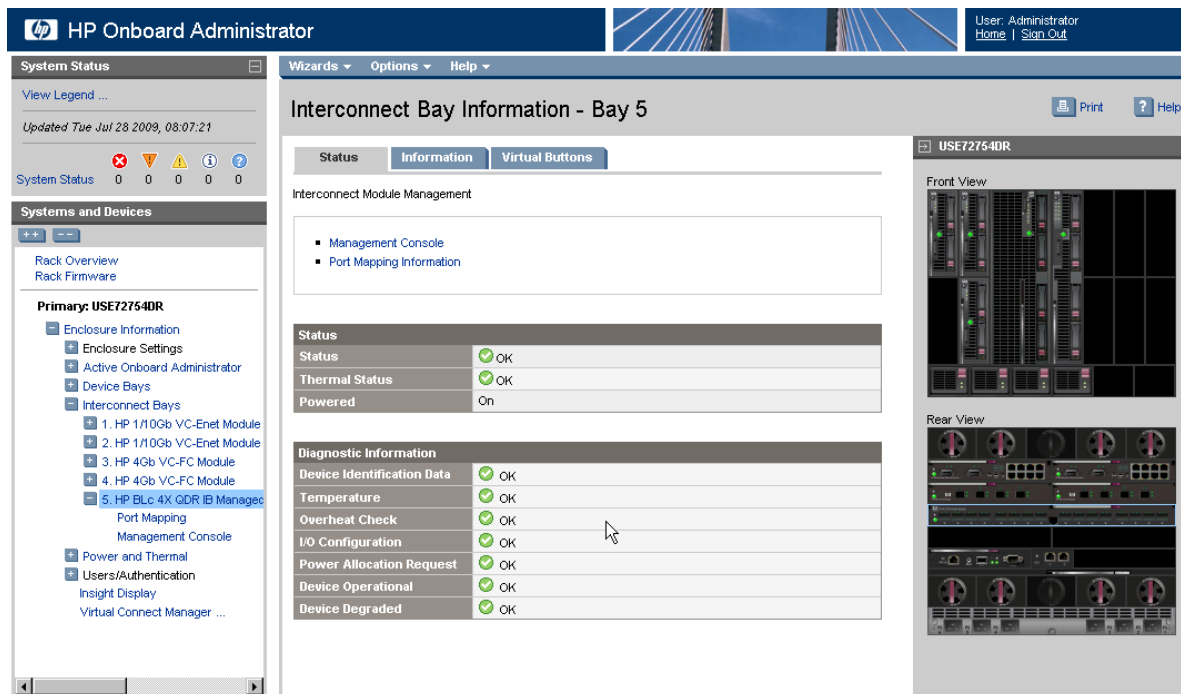 hp HP Onboard Administrator
User: Administrator
Home | Sign Out
System Status
View Legend ...
Updated Tue Jul 28 2009, 08:07:21
System Status 0 0 0 0 0
Systems and Devices
++ --
Rack Overview
Rack Firmware
Primary: USE72754DR
Enclosure Information
Enclosure Settings
Active Onboard Administrator
Device Bays
Interconnect Bays
1. HP 1/10Gb VC-Enet Module
2. HP 1/10Gb VC-Enet Module
3. HP 4Gb VC-FC Module
4. HP 4Gb VC-FC Module
5. HP BLc 4X QDR IB Managed
Port Mapping
Management Console
Power and Thermal
Users/Authentication
Insight Display
Virtual Connect Manager ...
Wizards Options Help
Interconnect Bay Information - Bay 5
Print ? Help
Status Information Virtual Buttons
Interconnect Module Management
Management Console
Port Mapping Information
Status
Status OK
Thermal Status OK
Powered On
Diagnostic Information
Device Identification Data OK
Temperature OK
Overheat Check OK
I/O Configuration OK
Power Allocation Request OK
Device Operational OK
Device Degraded OK
USE72754DR
Front View
Rear View